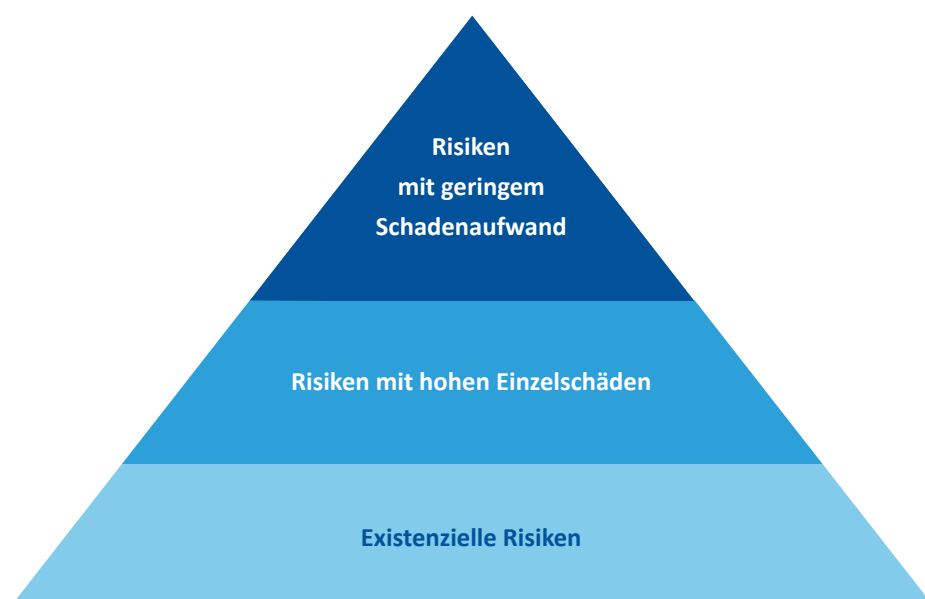 Risiken
mit geringem
Schadenaufwand
Risiken mit hohen Einzelschäden
Existenzielle Risiken